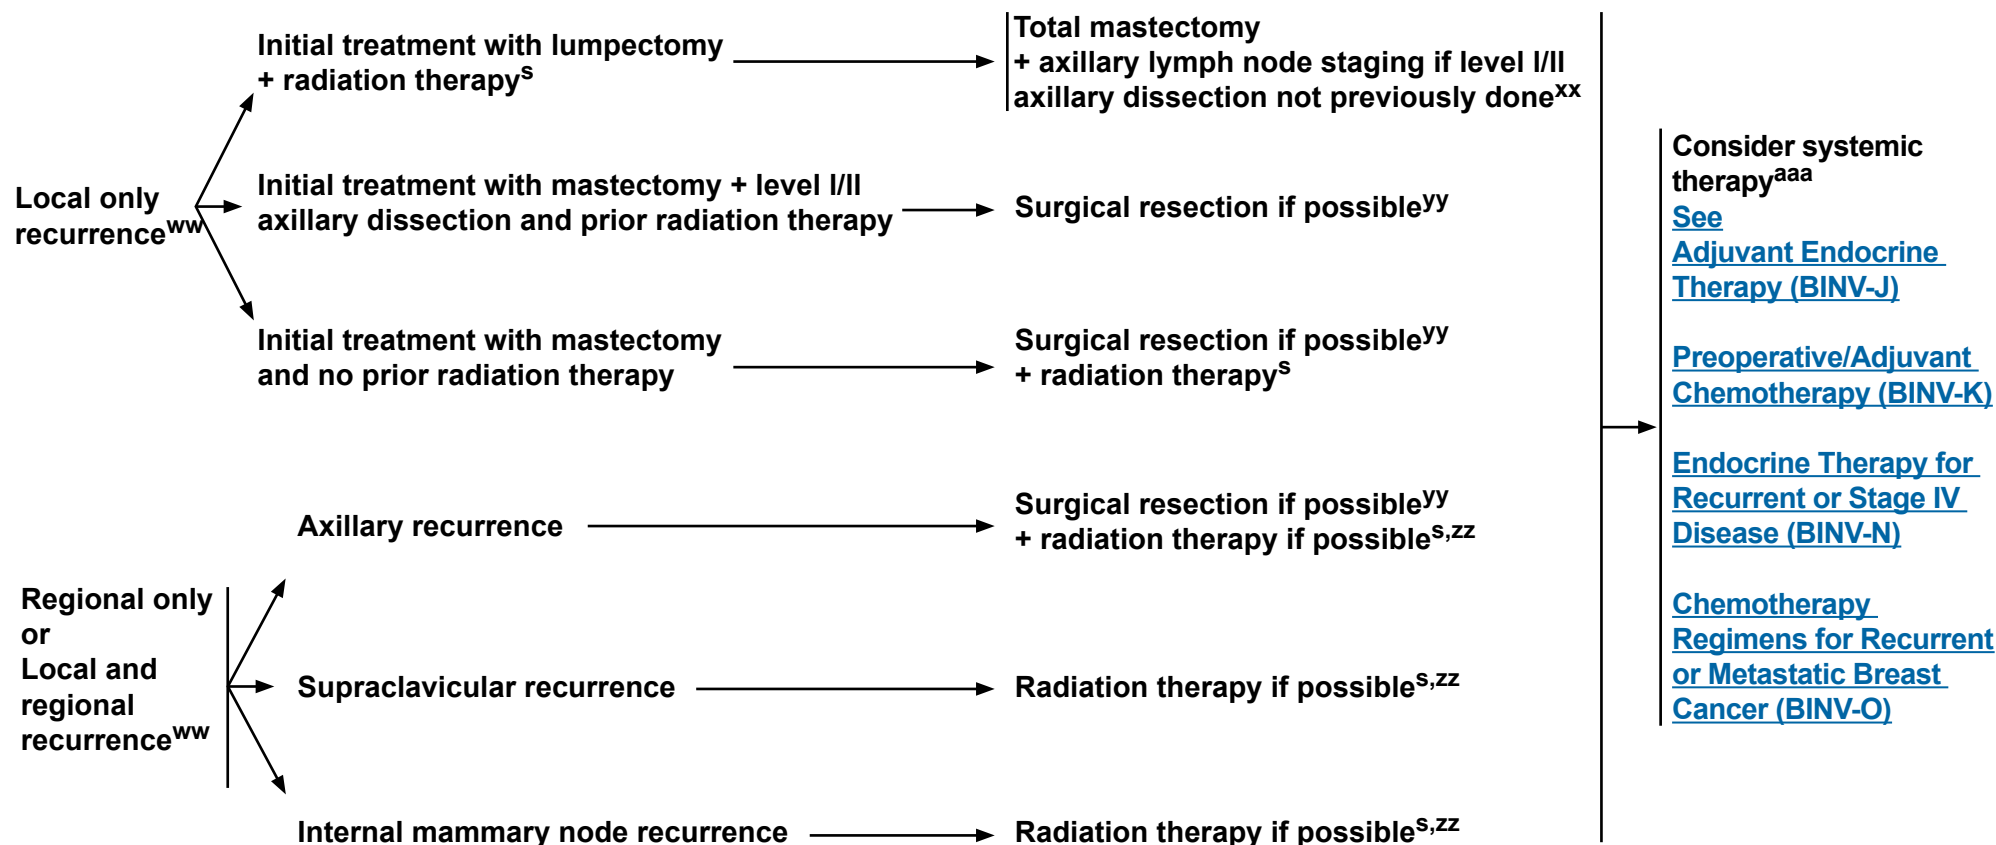 Local only
recurrenceww
Initial treatment with lumpectomy
+ radiation therapys
Total mastectomy
+ axillary lymph node staging if level I/II
axillary dissection not previously donexx
Initial treatment with mastectomy + level l/ll
axillary dissection and prior radiation therapy
Surgical resection if possibleyy
Initial treatment with mastectomy
and no prior radiation therapy
Surgical resection if possibleyy
+ radiation therapys
Regional only
or
Local and
regional
recurrenceww
Axillary recurrence
Surgical resection if possibleyy
+ radiation therapy if possibles,zz
Supraclavicular recurrence
Radiation therapy if possibles,zz
Internal mammary node recurrence
Radiation therapy if possibles,zz
Consider systemic
therapyaaa
See
Adjuvant Endocrine
Therapy (BINV-J)
Preoperative/Adjuvant
Chemotherapy (BINV-K)
Endocrine Therapy for
Recurrent or Stage IV
Disease (BINV-N)
Chemotherapy
Regimens for Recurrent
or Metastatic Breast
Cancer (BINV-O)